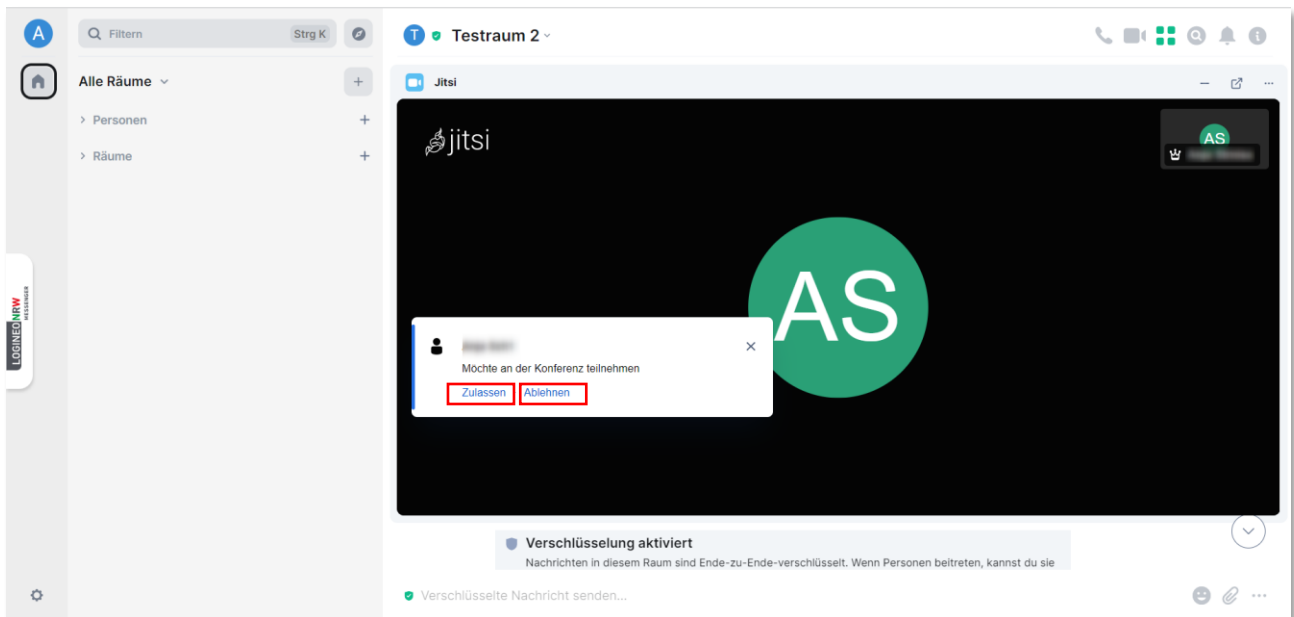 A
Filtern
Strg K
Alle Räume
Personen
Räume
LOGINEO NRW
MESSENGER
T
Testraum 2
Jitsi
jitsi
AS
AS
Möchte an der Konferenz teilnehmen
Zulassen Ablehnen
Verschlüsselung aktiviert
Nachrichten in diesem Raum sind Ende-zu-Ende-verschlüsselt. Wenn Personen beitreten, kannst du sie
Verschlüsselte Nachricht senden...